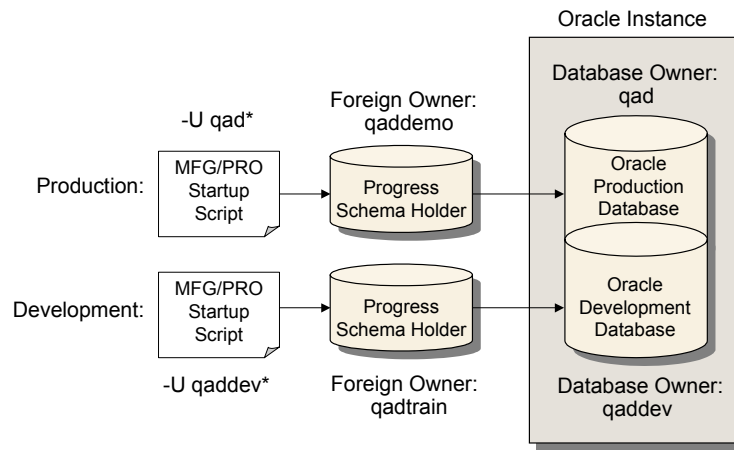 Oracle Instance
Database Owner:
qad
Foreign Owner:
qaddemo
-U qad*
Production:
MFG/PRO
Startup
Script
Progress
Schema Holder
Oracle
Production
Database
Development:
MFG/PRO
Startup
Script
Progress
Schema Holder
Oracle
Development
Database
-U qaddev*
Foreign Owner:
qadtrain
Database Owner:
qaddev